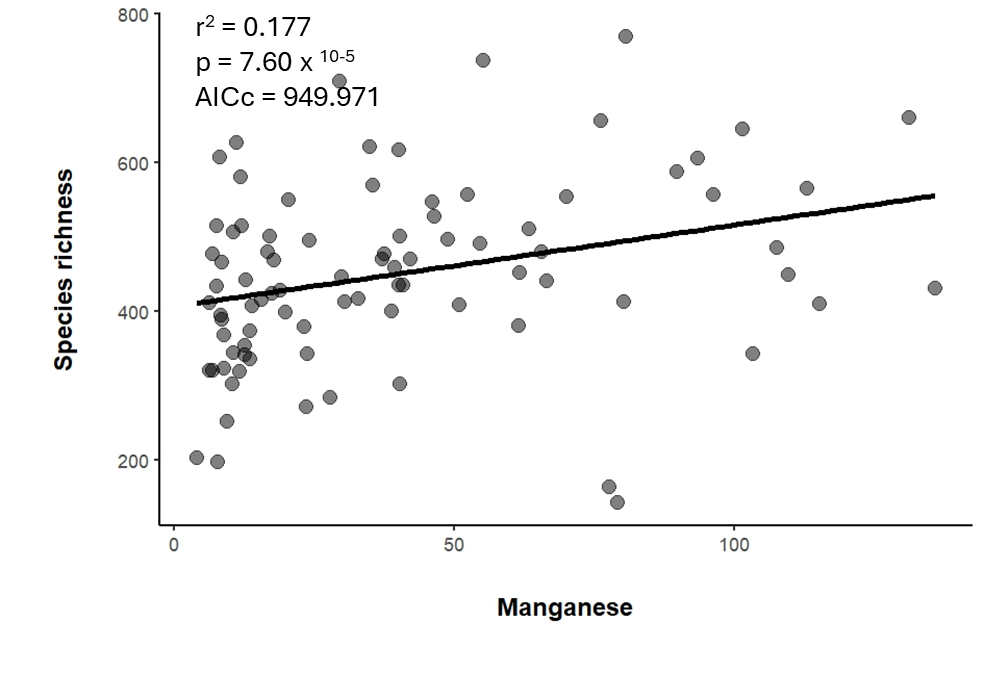 800
r² = 0.177
p = 7.60 x 10-5
AICc = 949.971
600
400
200
Species richness
0 50 100
Manganese